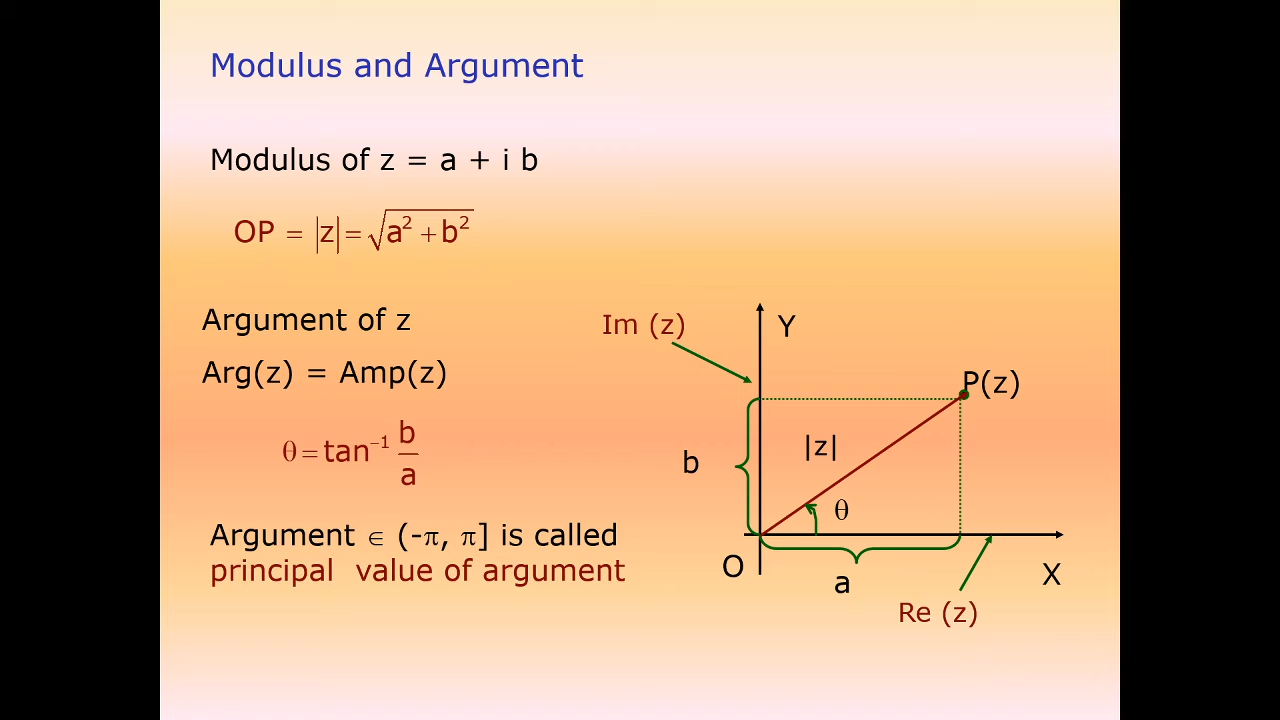 Modulus and Argument
Modulus of z = a + i b
OP = |z| = √(a² + b²)
Argument of z
Arg(z) = Amp(z)
θ = tan⁻¹ b/a
Argument ∈ (-π, π] is called
principal value of argument
Im (z)
Y
P(z)
|z|
b
θ
O
a
X
Re (z)